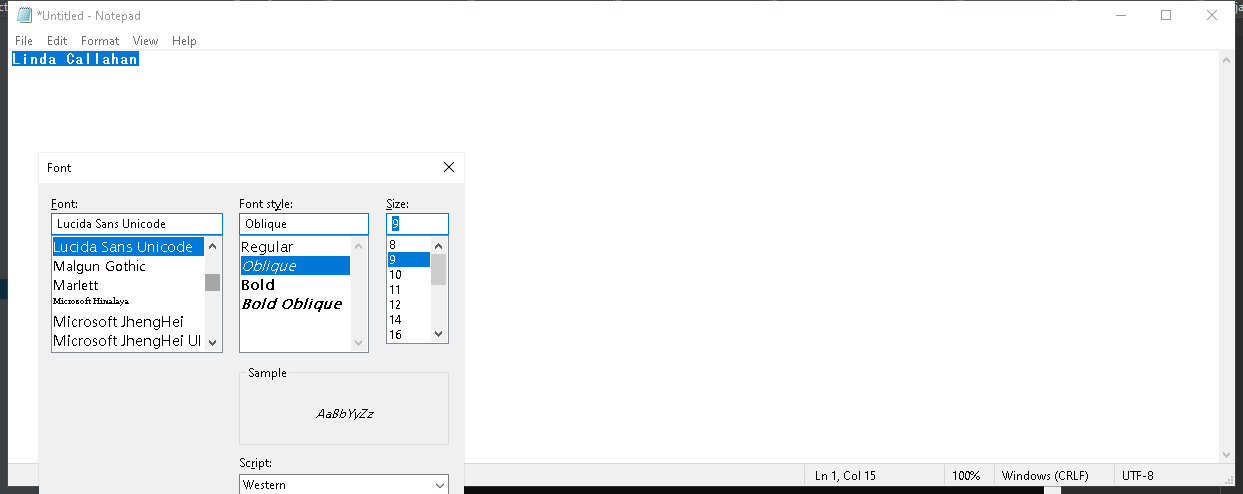 *Untitled - Notepad
File Edit Format View Help
Linda Callahan
Font
Font: Font style: Size:
Lucida Sans Unicode Oblique 9
Lucida Sans Unicode Regular 8
Malgun Gothic Oblique 9
Marlett Bold 10
Microsoft Himalaya Bold Oblique 11
Microsoft JhengHei 12
Microsoft JhengHei UI 14
16
Sample
AaBbYyZz
Script:
Western
Ln 1, Col 15 100% Windows (CRLF) UTF-8